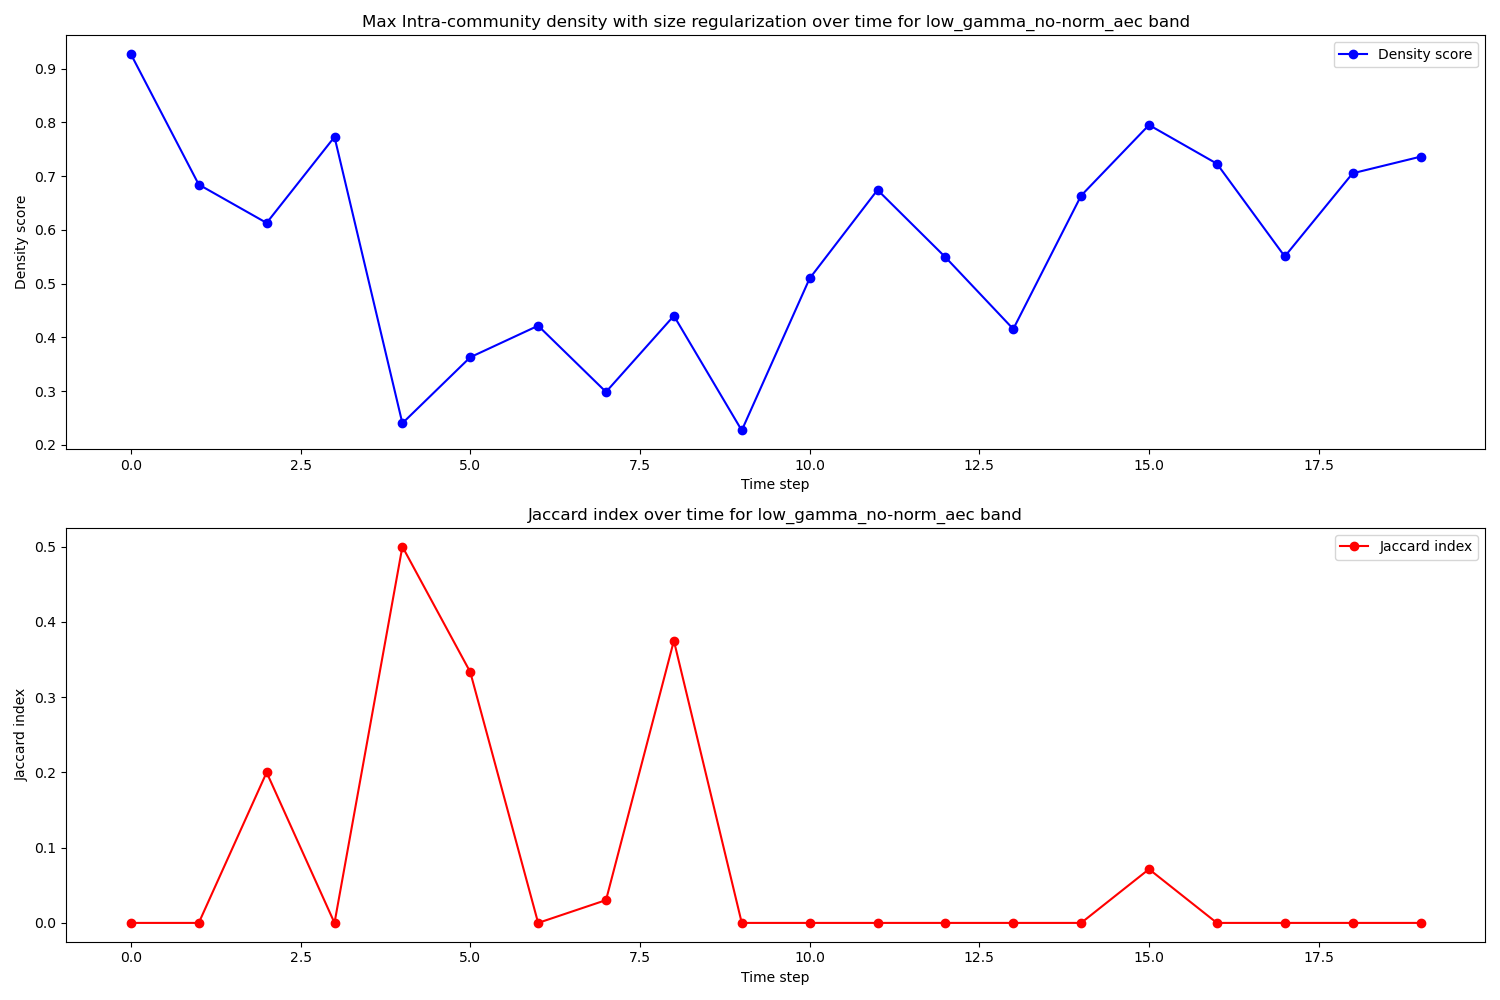 Max Intra-community density with size regularization over time for low_gamma_no-norm_aec band
Density score
Density score
0.9
0.8
0.7
0.6
0.5
0.4
0.3
0.2
0.0 2.5 5.0 7.5 10.0 12.5 15.0 17.5
Time step
Jaccard index over time for low_gamma_no-norm_aec band
Jaccard index
Jaccard index
0.5
0.4
0.3
0.2
0.1
0.0
0.0 2.5 5.0 7.5 10.0 12.5 15.0 17.5
Time step